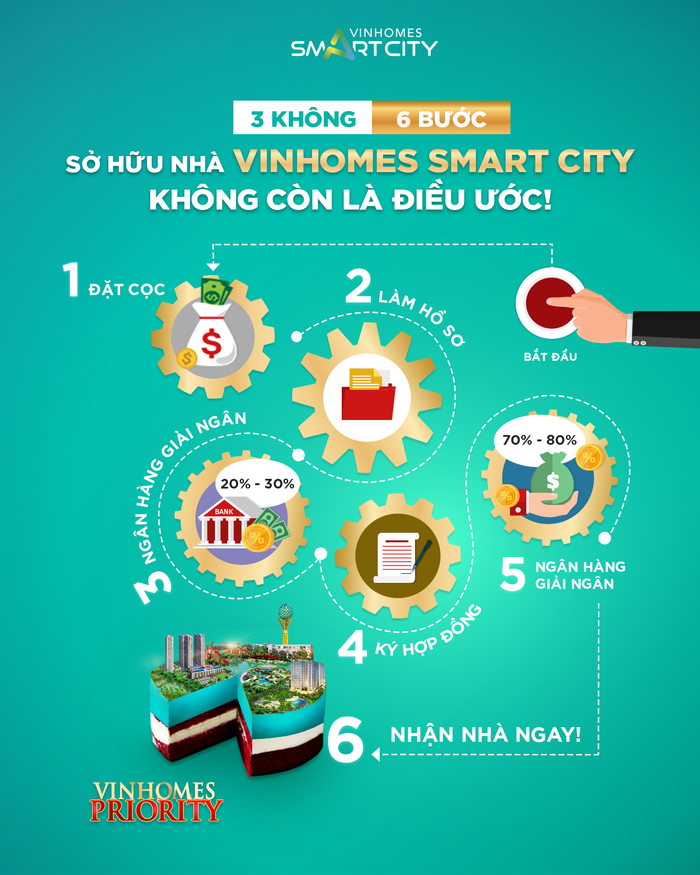 VINHOMES
SMARTCITY
3 KHÔNG 6 BƯỚC
SỞ HỮU NHÀ VINHOMES SMART CITY
KHÔNG CÒN LÀ ĐIỀU ƯỚC!
1 ĐẶT CỌC
$
$
$
2 LÀM HỒ SƠ
BẮT ĐẦU
3 NGÂN HÀNG GIẢI NGÂN
20% - 30%
BANK
%
%
4 KÝ HỢP ĐỒNG
70% - 80%
$
%
%
5 NGÂN HÀNG
GIẢI NGÂN
6 NHẬN NHÀ NGAY!
VINHOMES
PRIORITY